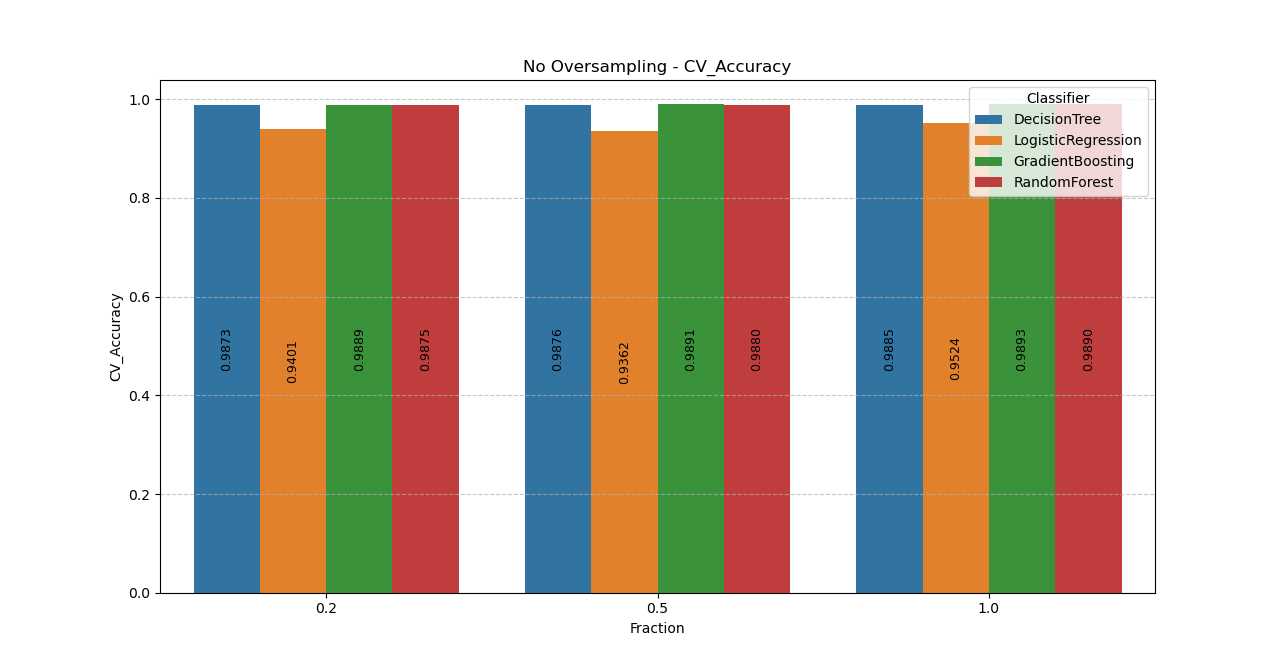 No Oversampling - CV_Accuracy
CV_Accuracy
1.0
0.8
0.6
0.4
0.2
0.0
0.9873
0.9401
0.9889
0.9875
0.9876
0.9362
0.9891
0.9880
0.9885
0.9524
0.9893
0.9890
Classifier
DecisionTree
LogisticRegression
GradientBoosting
RandomForest
0.2
0.5
1.0
Fraction